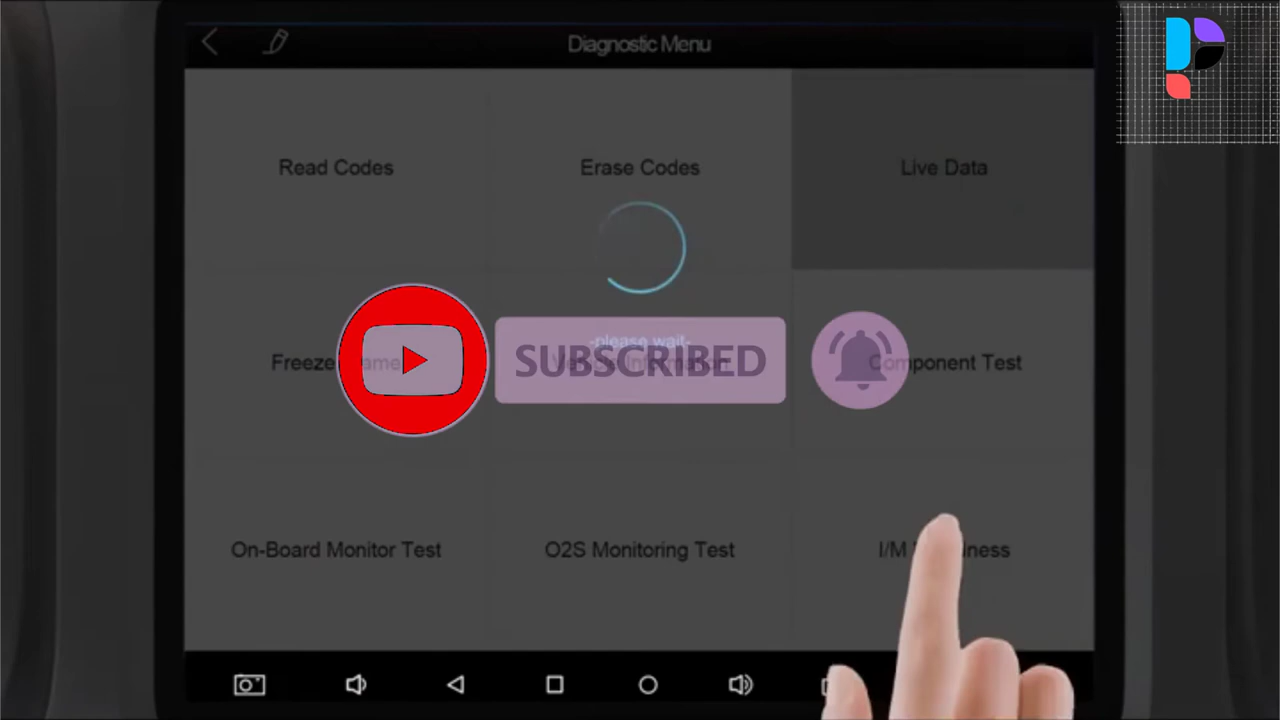 Diagnostic Menu
Read Codes
Erase Codes
Live Data
-please wait-
Freeze
SUBSCRIBED
Component Test
On-Board Monitor Test
O2S Monitoring Test
I/M